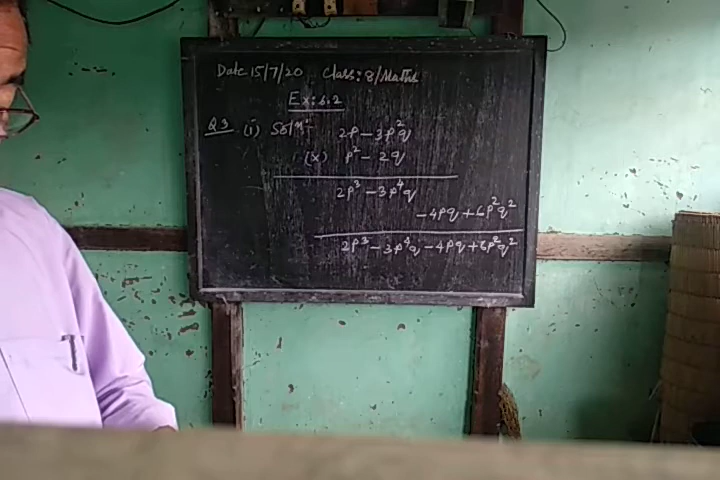 Date 15/7/20 Class: 8/Maths
Ex: 6.2
Q3 (i) Solⁿ:- 2p - 3p²q
(x) p² - 2q
2p³ - 3p⁴q
- 4pq + 6p²q²
2p³ - 3p⁴q - 4pq + 6p²q²